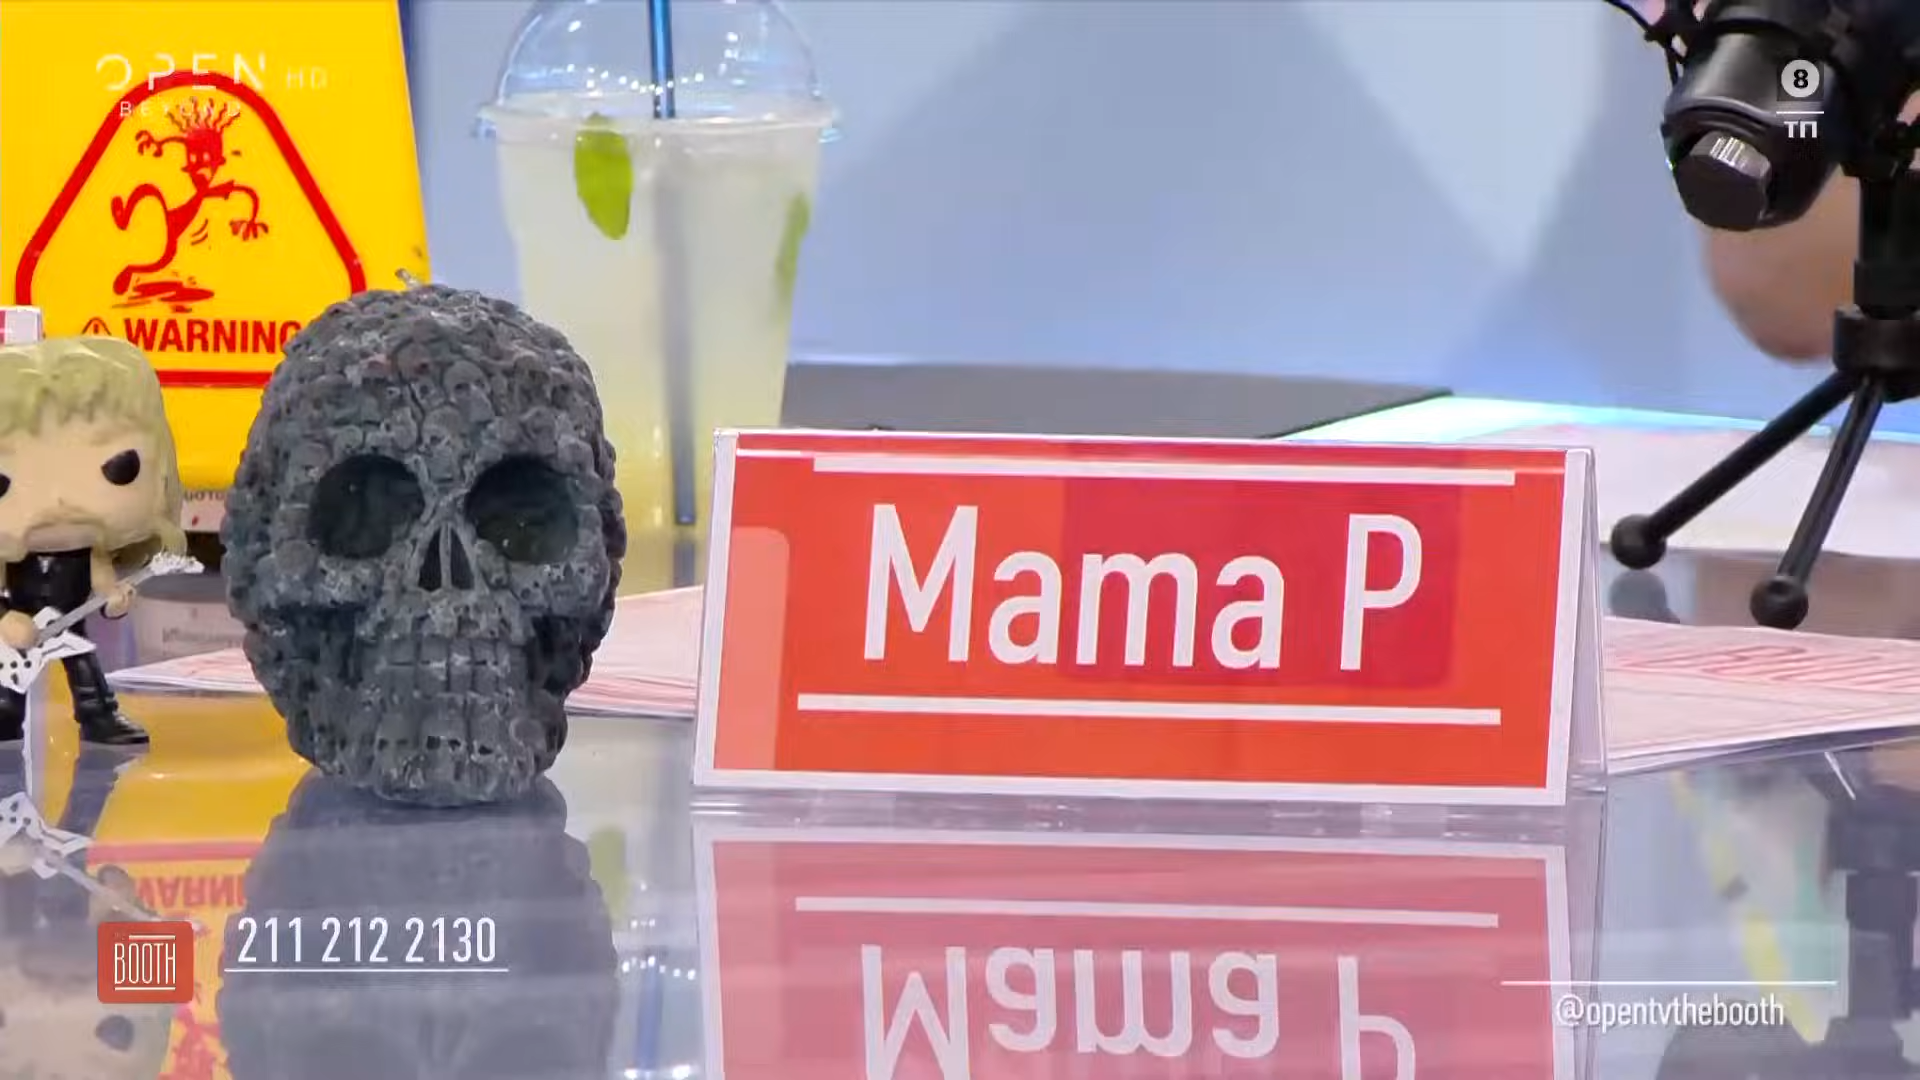 OPEN HD
BEYOND
8
ΤΠ
WARNING
Mama P
BOOTH
211 212 2130
@opentvthebooth